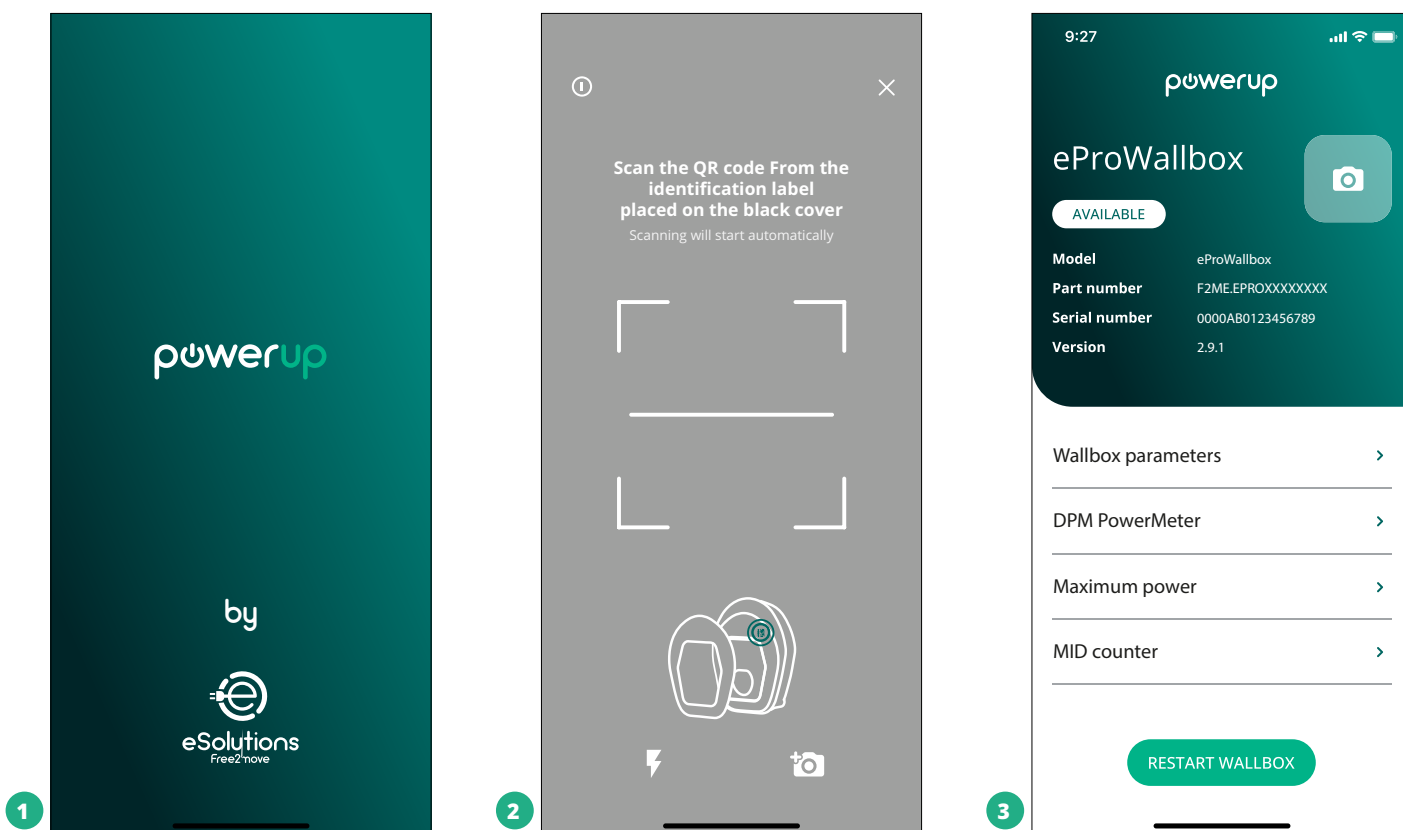 powerup
by
eSolutions
Free2move
1
Scan the QR code From the
identification label
placed on the black cover
Scanning will start automatically
2
9:27
powerup
eProWallbox
AVAILABLE
Model eProWallbox
Part number F2ME.EPROXXXXXXXX
Serial number 0000AB0123456789
Version 2.9.1
Wallbox parameters
DPM PowerMeter
Maximum power
MID counter
RESTART WALLBOX
3